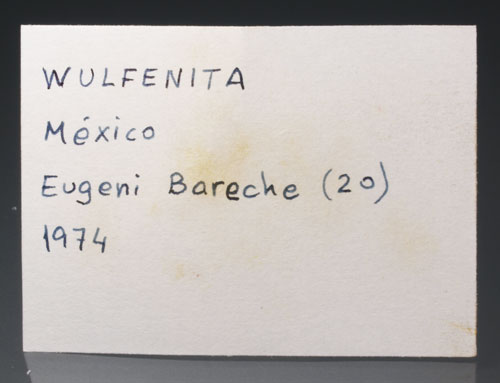 WULFENITA
México
Eugeni Bareche (20)
1974